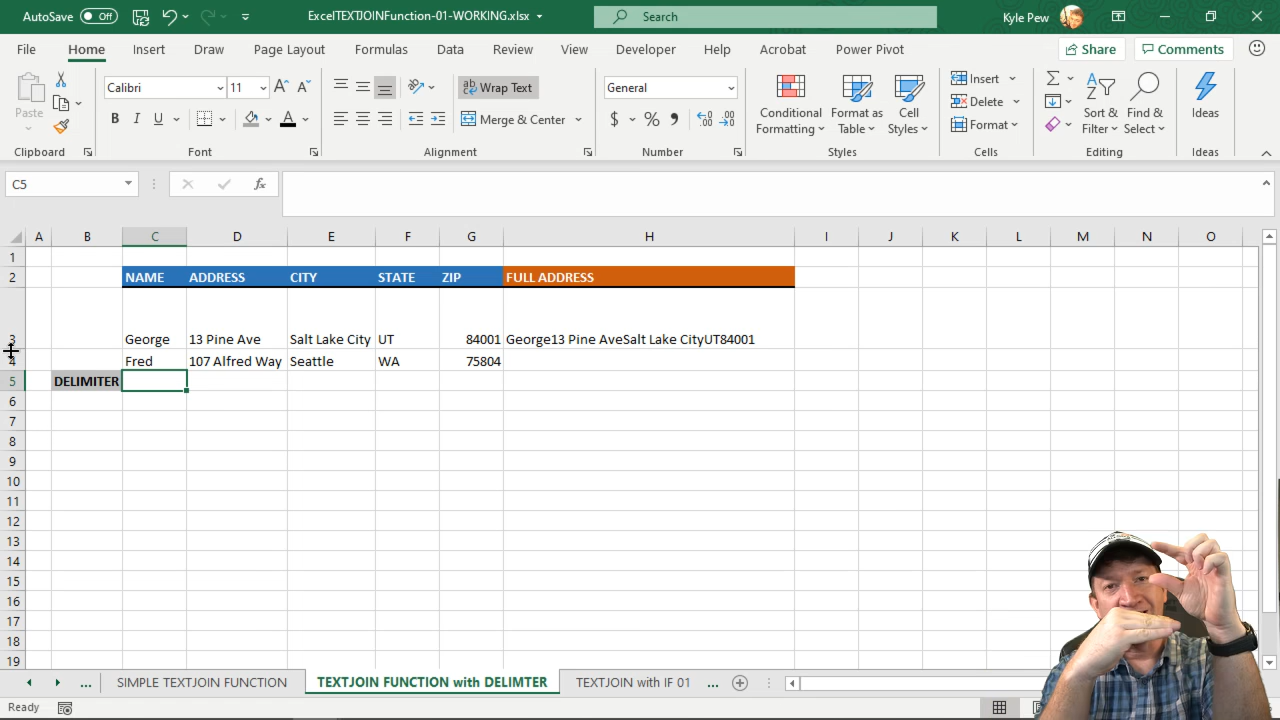 AutoSave Off ExcelTEXTJOINFunction-01-WORKING.xlsx Search Kyle Pew
File Home Insert Draw Page Layout Formulas Data Review View Developer Help Acrobat Power Pivot Share Comments
Paste Calibri 11 Wrap Text General Conditional Formatting Format as Table Cell Styles Insert Delete Format Sort & Filter Find & Select Ideas
B I U A Merge & Center $ % 9
Clipboard Font Alignment Number Styles Cells Editing Ideas
C5 fx
A B C D E F G H I J K L M N O
1
2 NAME ADDRESS CITY STATE ZIP FULL ADDRESS
3 George 13 Pine Ave Salt Lake City UT 84001 George13 Pine AveSalt Lake CityUT84001
4 Fred 107 Alfred Way Seattle WA 75804
5 DELIMITER
6
7
8
9
10
11
12
13
14
15
16
17
18
19
... SIMPLE TEXTJOIN FUNCTION TEXTJOIN FUNCTION with DELIMTER TEXTJOIN with IF 01 ...
Ready